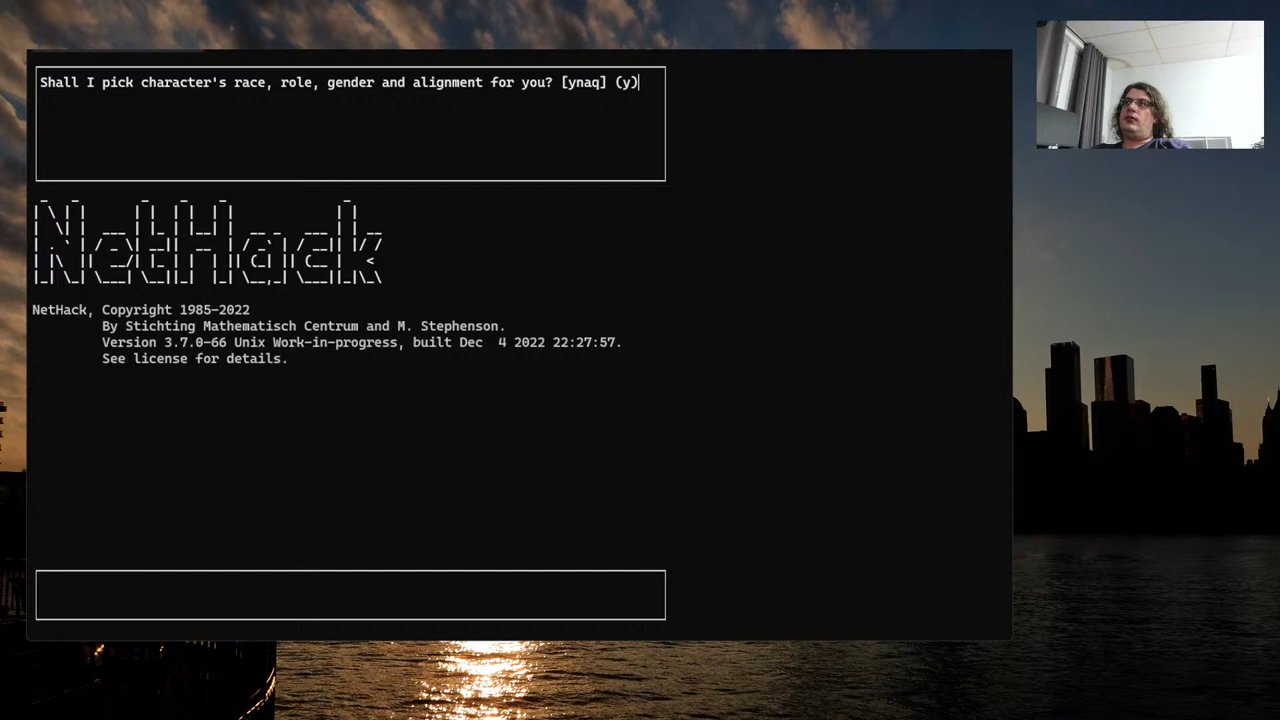 Shall I pick character's race, role, gender and alignment for you? [ynaq] (y)
NetHack
NetHack, Copyright 1985-2022
By Stichting Mathematisch Centrum and M. Stephenson.
Version 3.7.0-66 Unix Work-in-progress, built Dec  4 2022 22:27:57.
See license for details.